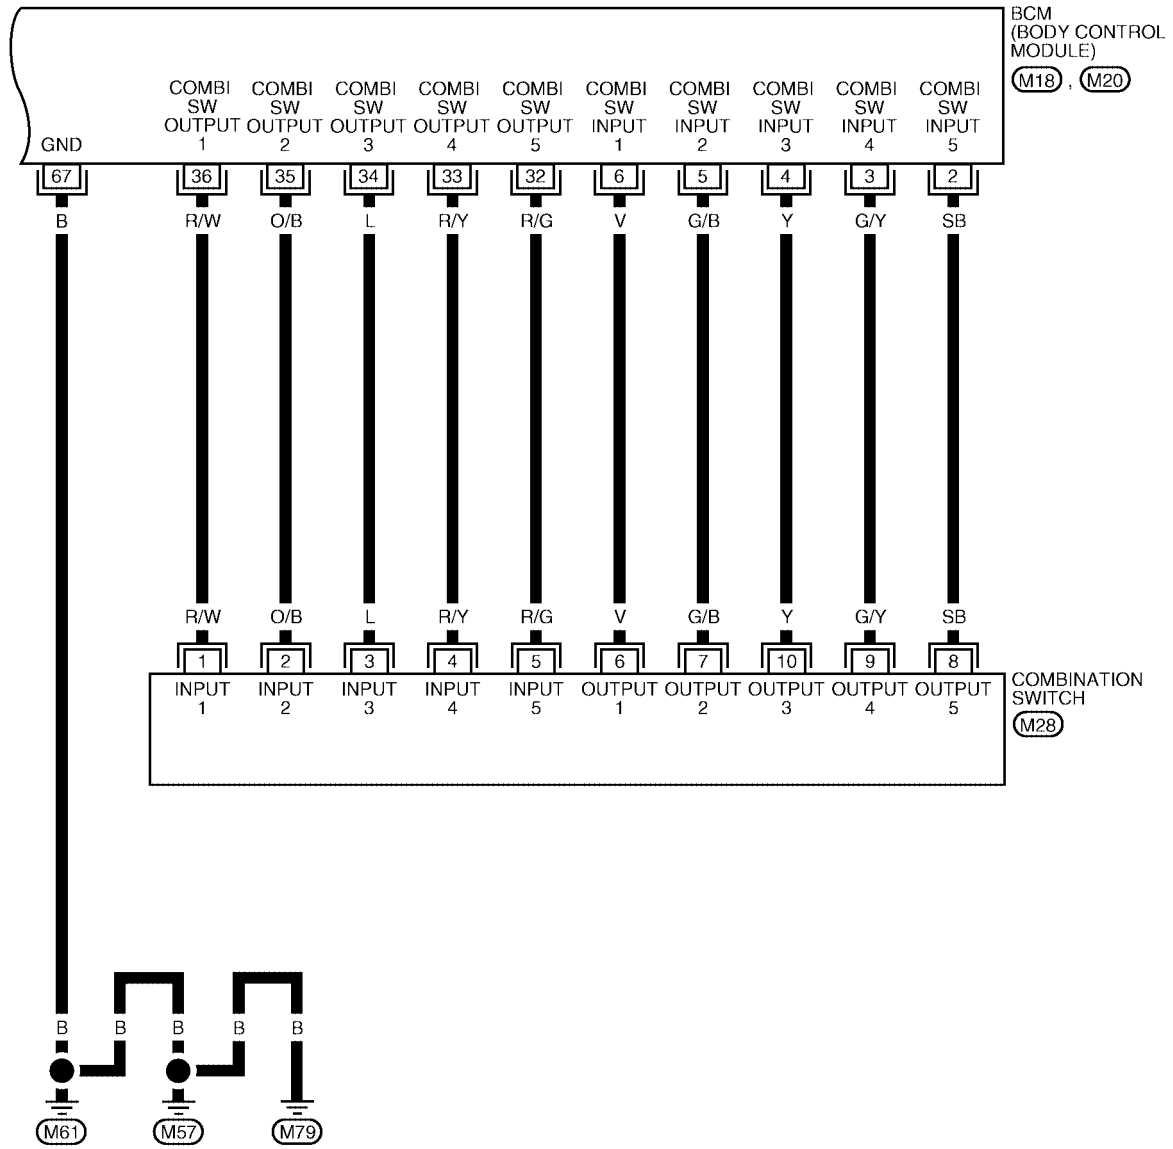 BCM
(BODY CONTROL
MODULE)
M18 , M20
COMBI COMBI COMBI COMBI COMBI COMBI COMBI COMBI COMBI COMBI
SW SW SW SW SW SW SW SW SW SW
GND OUTPUT OUTPUT OUTPUT OUTPUT OUTPUT INPUT INPUT INPUT INPUT INPUT
1 2 3 4 5 1 2 3 4 5
67 36 35 34 33 32 6 5 4 3 2
B R/W O/B L R/Y R/G V G/B Y G/Y SB
R/W O/B L R/Y R/G V G/B Y G/Y SB
1 2 3 4 5 6 7 10 9 8
INPUT INPUT INPUT INPUT INPUT OUTPUT OUTPUT OUTPUT OUTPUT OUTPUT
1 2 3 4 5 1 2 3 4 5
COMBINATION
SWITCH
M28
B B B B B
M61 M57 M79